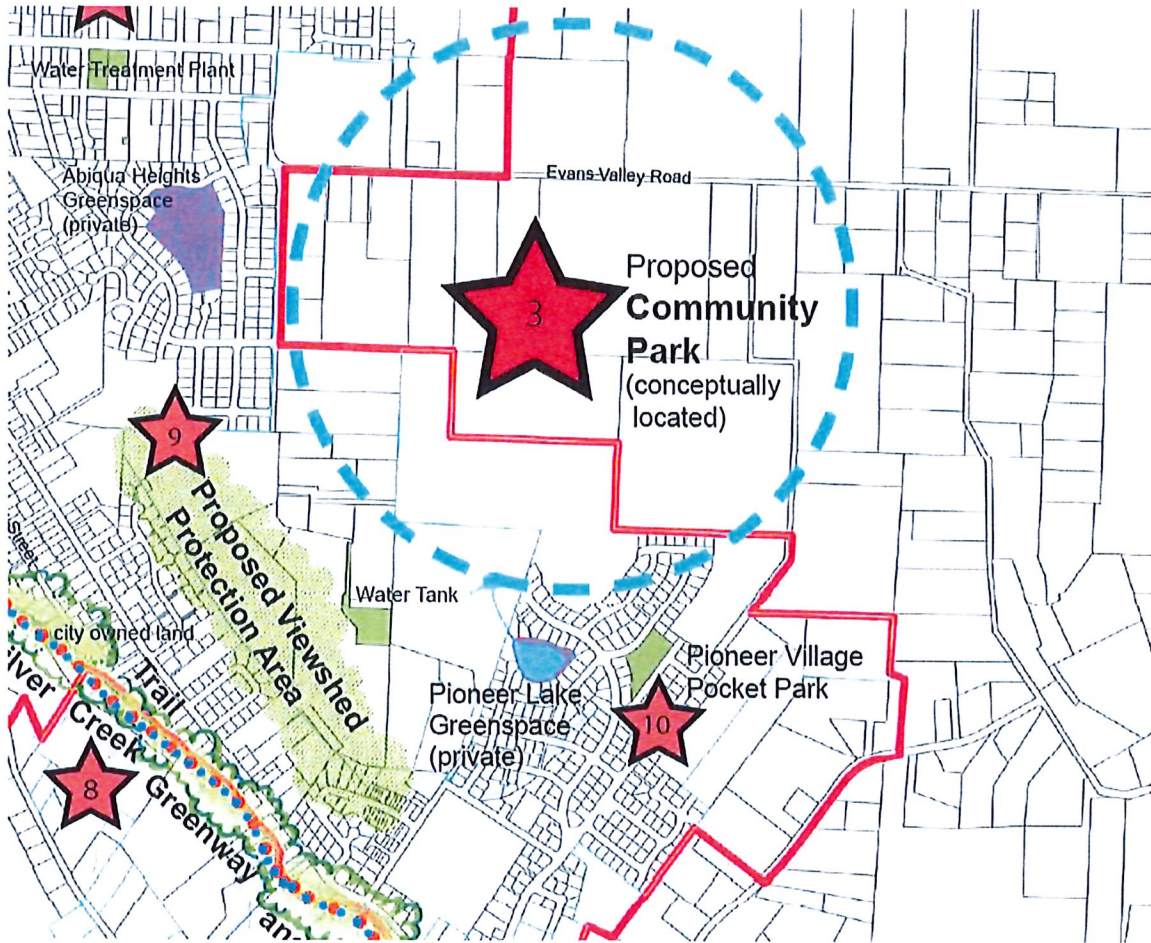 Water Treatment Plant
Abiqua Heights
Greenspace
(private)
Evans Valley Road
3
Proposed
Community
Park
(conceptually
located)
9
Proposed Viewshed
Protection Area
Street
Water Tank
city owned land
Trail
Pioneer Village
Pocket Park
Pioneer Lake
Greenspace
(private)
10
8
ilver Creek Greenway
an